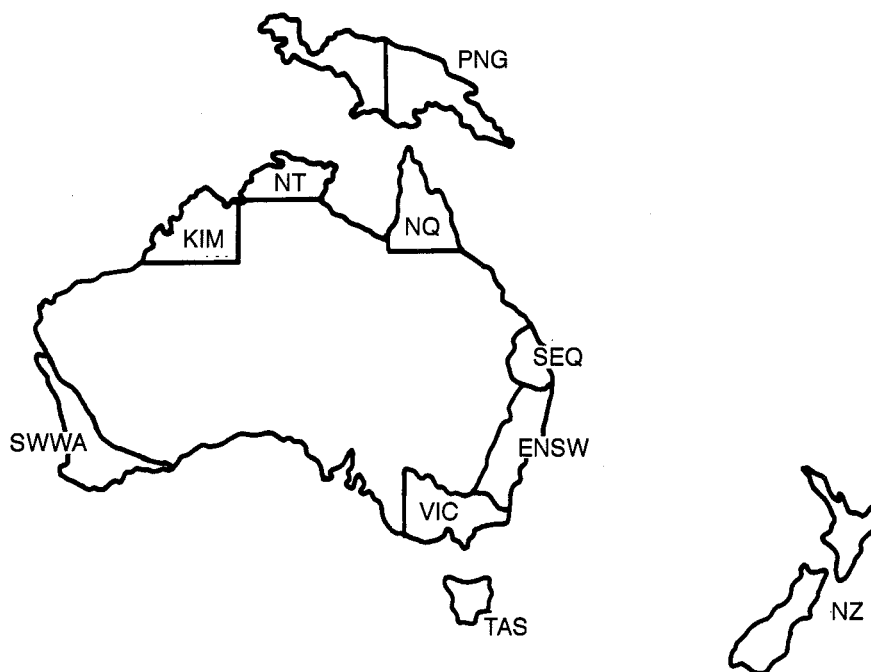 PNG
NT
NQ
KIM
SEQ
SWWA
ENSW
VIC
NZ
TAS